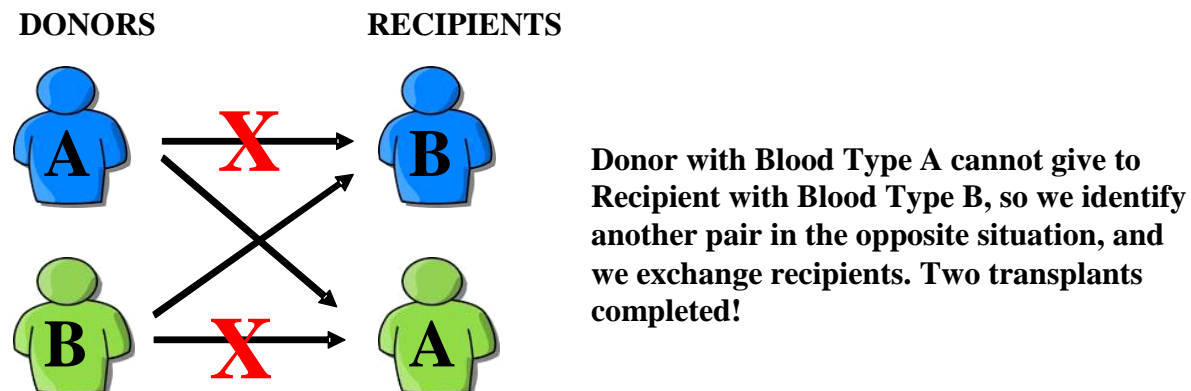 DONORS RECIPIENTS
A X B
Donor with Blood Type A cannot give to
Recipient with Blood Type B, so we identify
another pair in the opposite situation, and
we exchange recipients. Two transplants
completed!
B X A